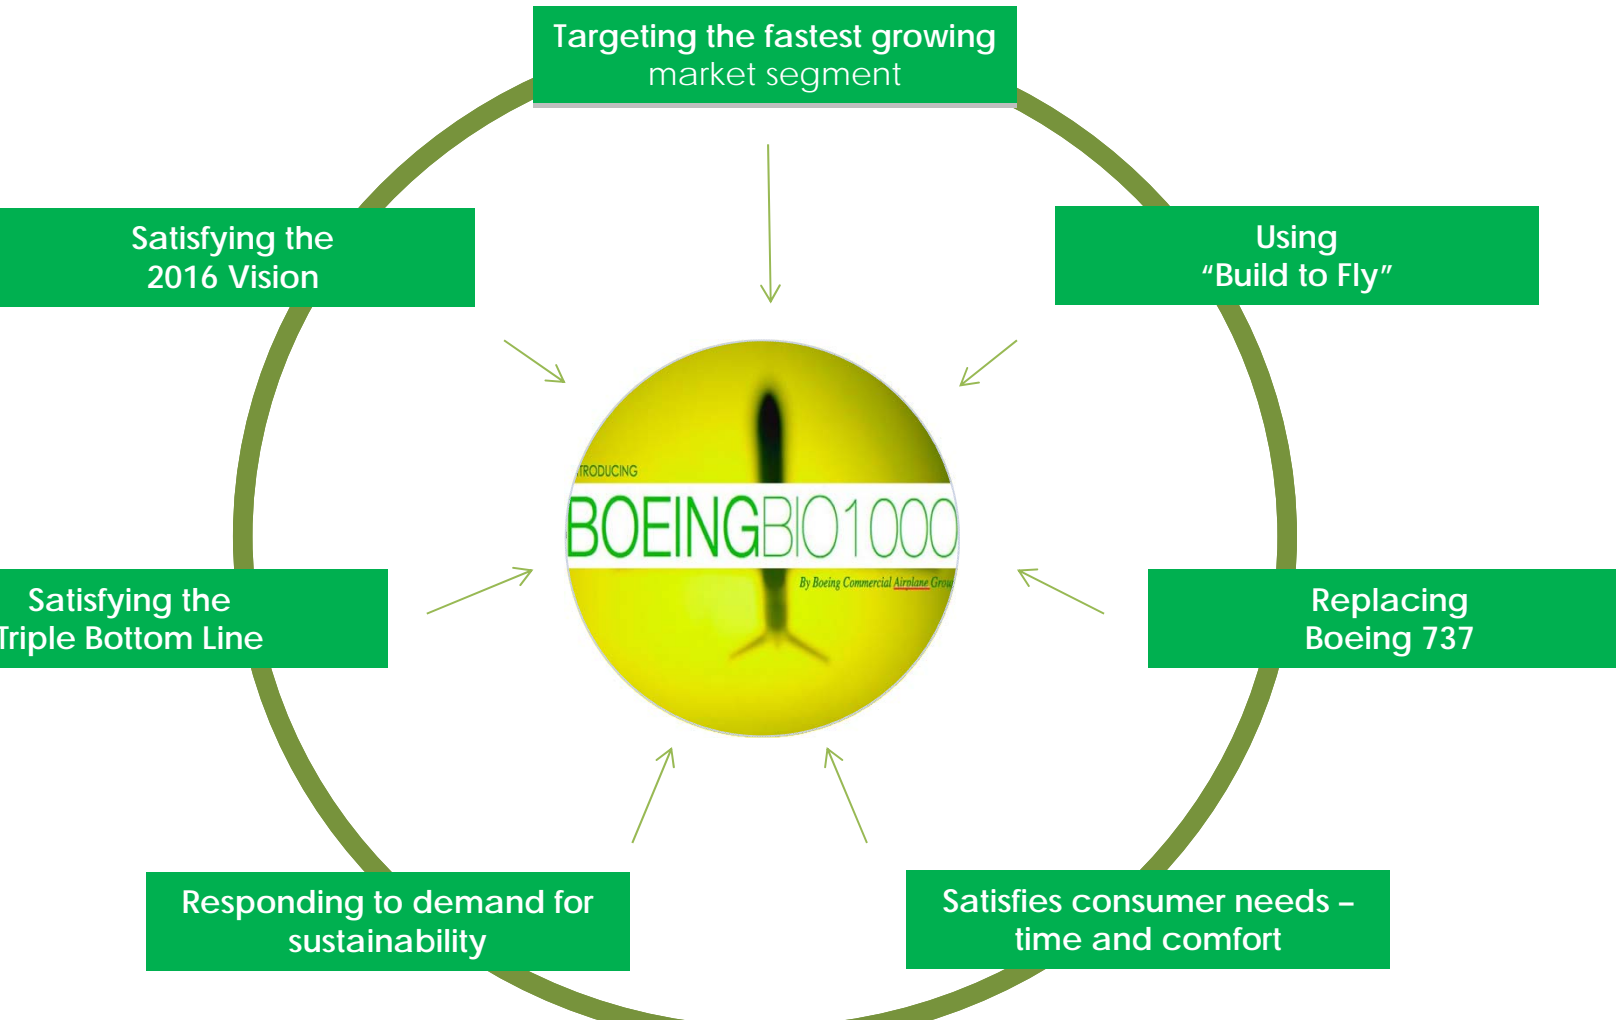 Targeting the fastest growing
market segment
Satisfying the
2016 Vision
Using
“Build to Fly”
TRODUCING
BOEINGBIO1000
By Boeing Commercial Airplane Grou
Satisfying the
Triple Bottom Line
Replacing
Boeing 737
Responding to demand for
sustainability
Satisfies consumer needs –
time and comfort